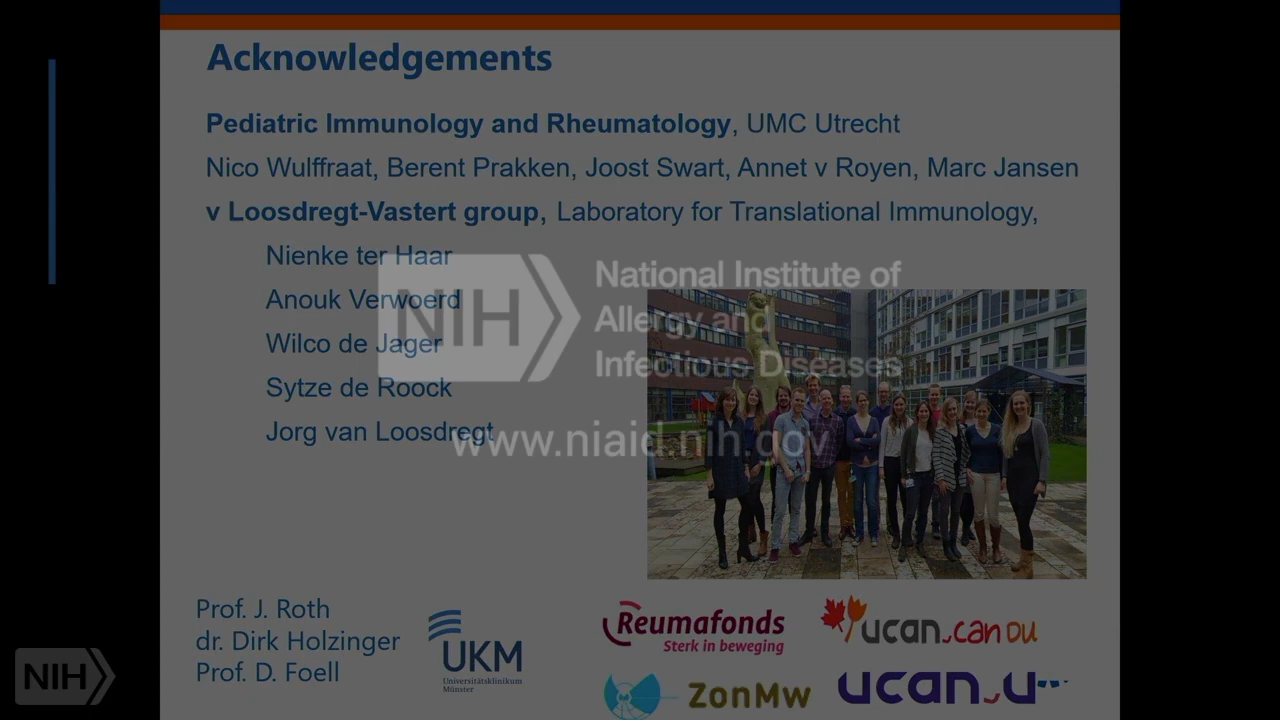 Acknowledgements
Pediatric Immunology and Rheumatology, UMC Utrecht
Nico Wulffraat, Berent Prakken, Joost Swart, Annet v Royen, Marc Jansen
v Loosdregt-Vastert group, Laboratory for Translational Immunology,
Nienke ter Haar
Anouk Verwoerd
Wilco de Jager
Sytze de Roock
Jorg van Loosdregt
NIH
National Institute of
Allergy and
Infectious Diseases
www.niaid.nih.gov
Prof. J. Roth
dr. Dirk Holzinger
Prof. D. Foell
UKM
Universitätsklinikum
Münster
Reumafonds
Sterk in beweging
ucan.can DU
ZonMw
ucan.u
NIH